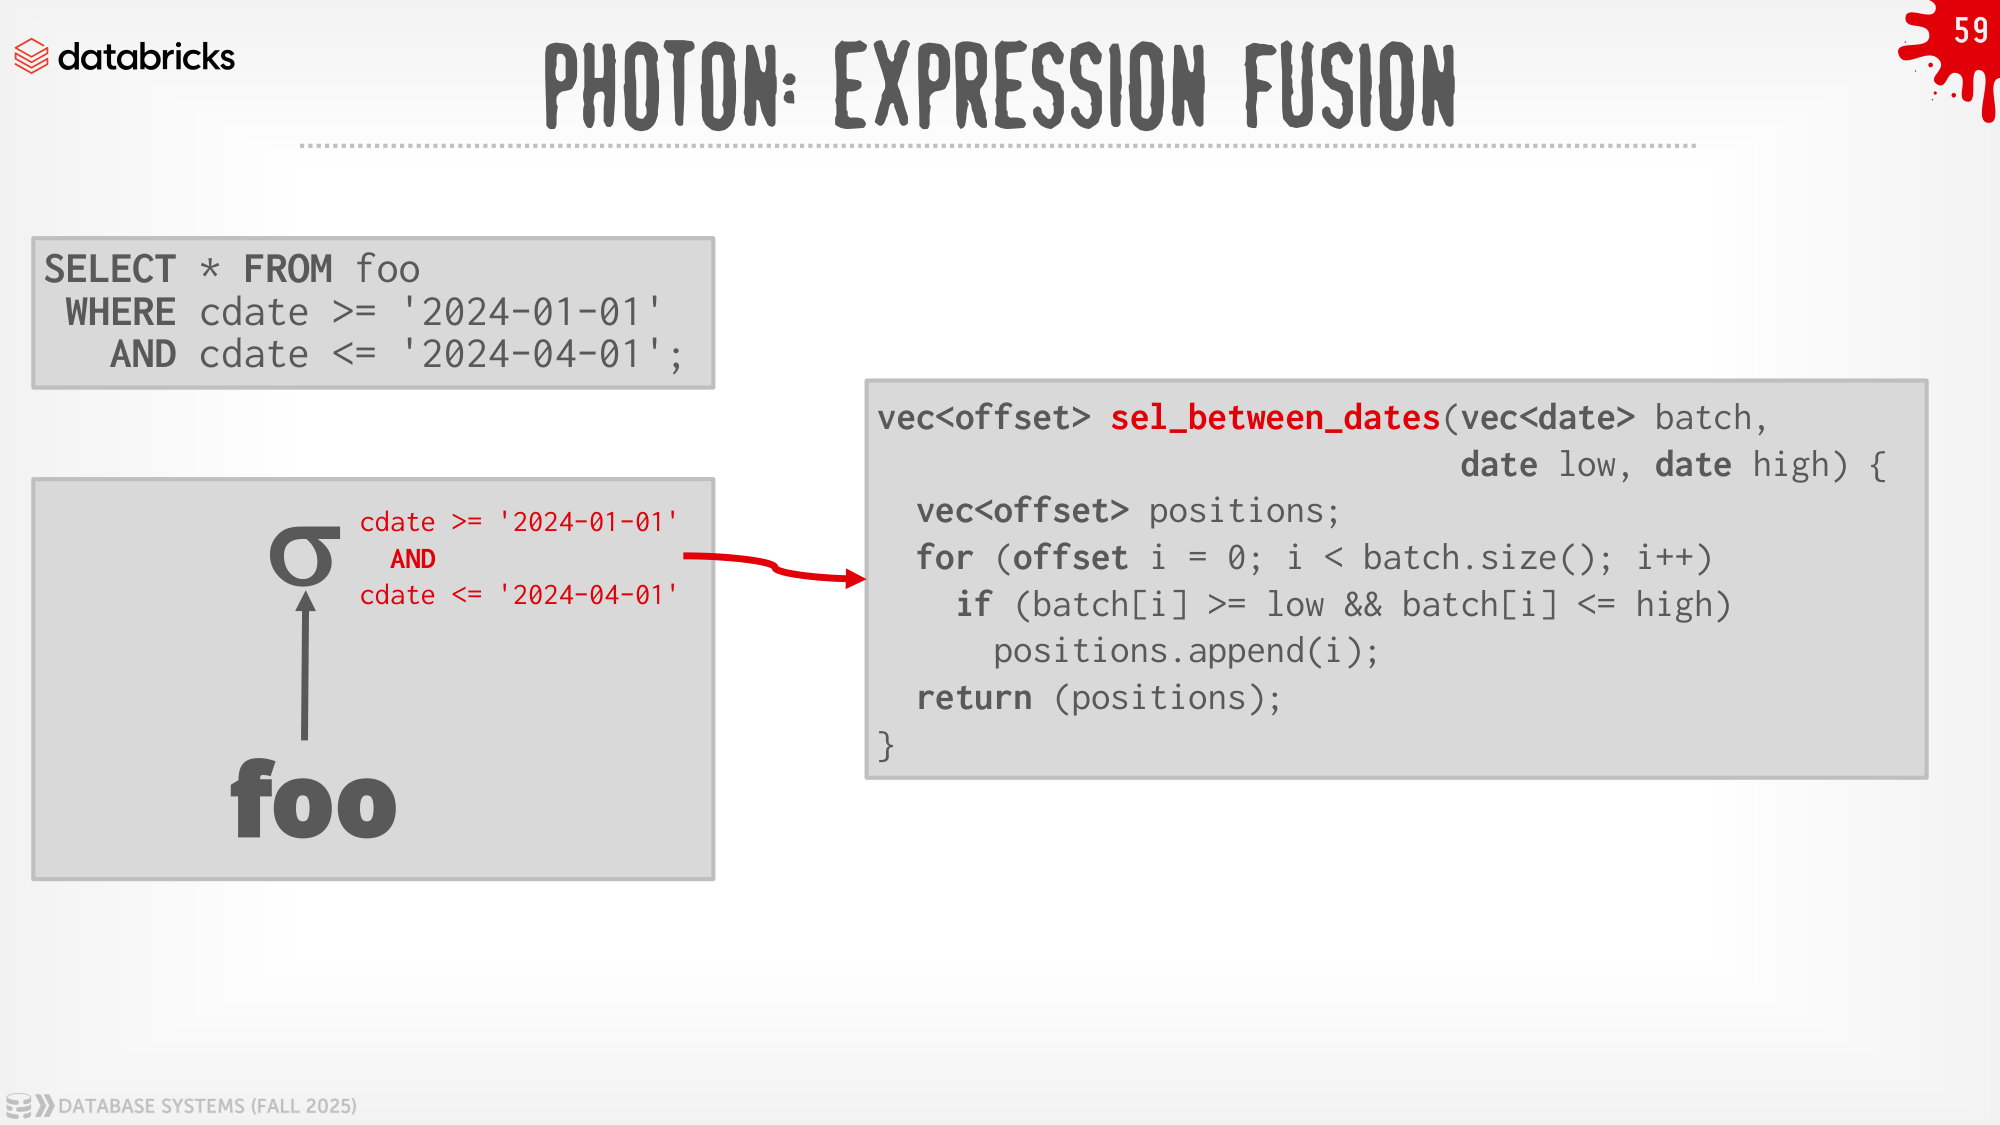 databricks
PHOTON: EXPRESSION FUSION
59
SELECT * FROM foo
 WHERE cdate >= '2024-01-01'
   AND cdate <= '2024-04-01';
σ
cdate >= '2024-01-01'
  AND
cdate <= '2024-04-01'
foo
vec<offset> sel_between_dates(vec<date> batch,
                              date low, date high) {
  vec<offset> positions;
  for (offset i = 0; i < batch.size(); i++)
    if (batch[i] >= low && batch[i] <= high)
      positions.append(i);
  return (positions);
}
DATABASE SYSTEMS (FALL 2025)